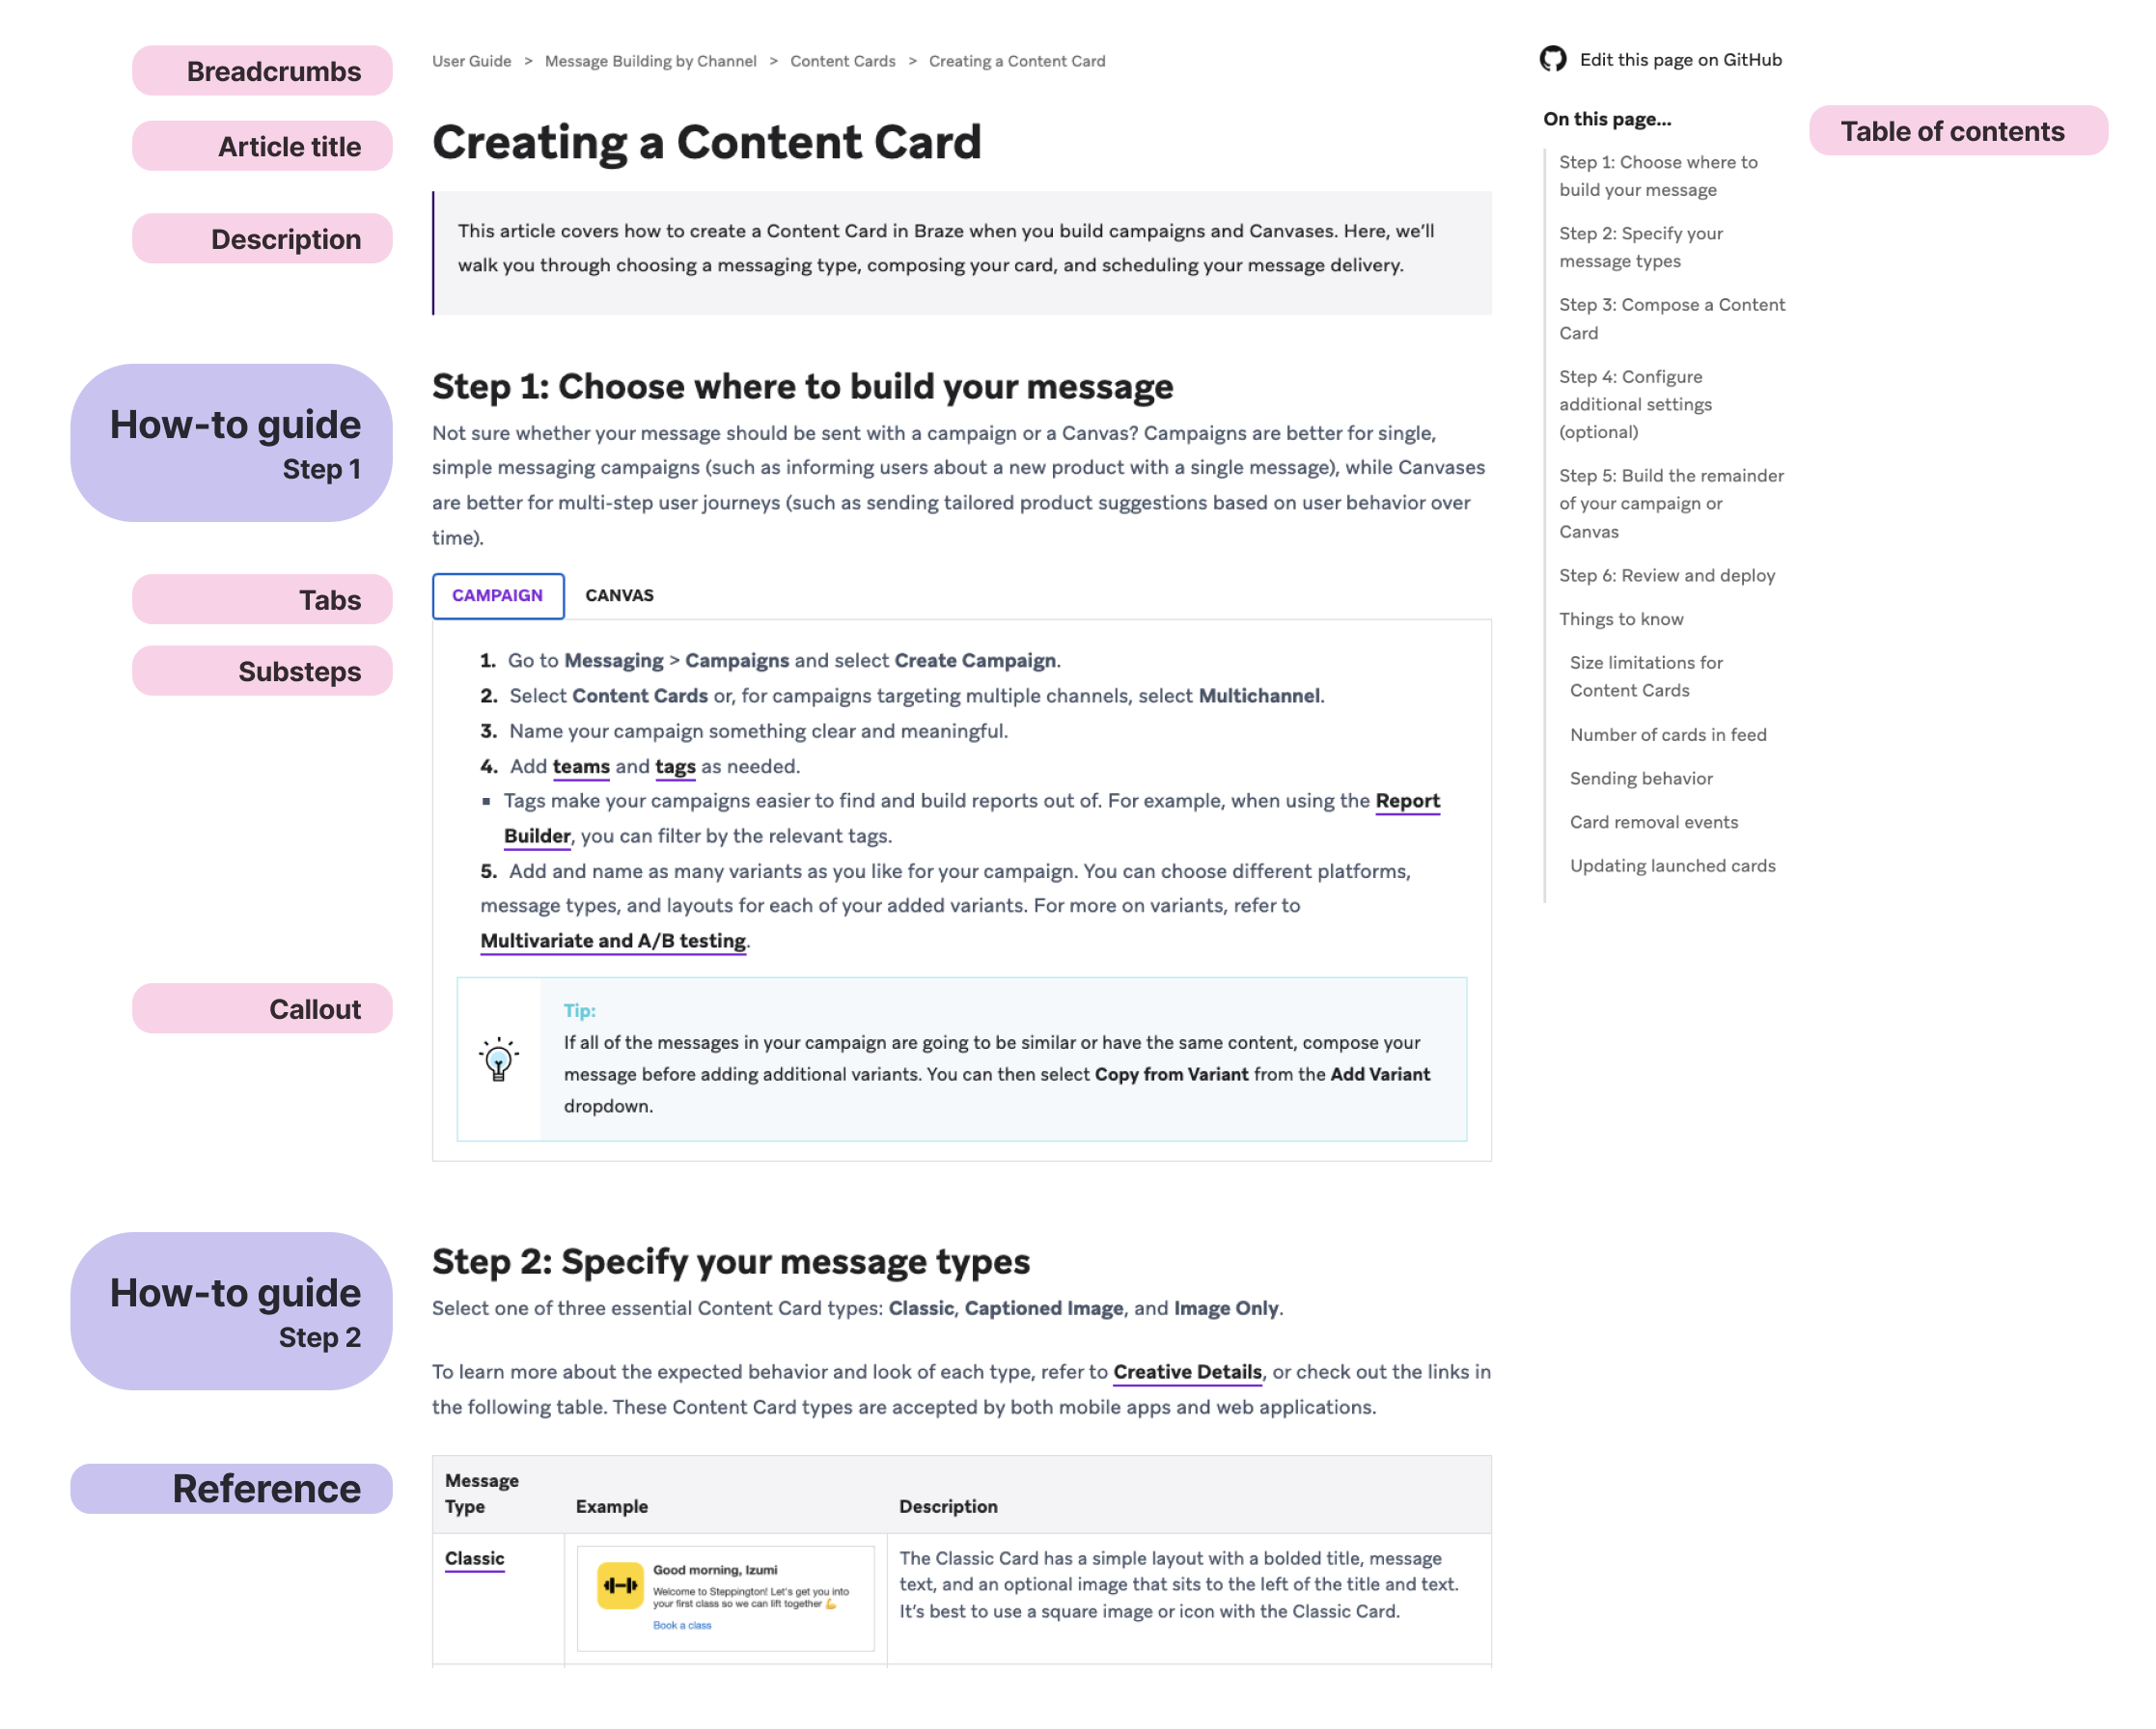 Breadcrumbs
User Guide > Message Building by Channel > Content Cards > Creating a Content Card
Edit this page on GitHub
Article title
Creating a Content Card
Description
This article covers how to create a Content Card in Braze when you build campaigns and Canvases. Here, we’ll
walk you through choosing a messaging type, composing your card, and scheduling your message delivery.
On this page...
Table of contents
Step 1: Choose where to
build your message
Step 2: Specify your
message types
Step 3: Compose a Content
Card
Step 4: Configure
additional settings
(optional)
Step 5: Build the remainder
of your campaign or
Canvas
Step 6: Review and deploy
Things to know
Size limitations for
Content Cards
Number of cards in feed
Sending behavior
Card removal events
Updating launched cards
How-to guide
Step 1
Step 1: Choose where to build your message
Not sure whether your message should be sent with a campaign or a Canvas? Campaigns are better for single,
simple messaging campaigns (such as informing users about a new product with a single message), while Canvases
are better for multi-step user journeys (such as sending tailored product suggestions based on user behavior over
time).
Tabs
CAMPAIGN CANVAS
Substeps
1. Go to Messaging > Campaigns and select Create Campaign.
2. Select Content Cards or, for campaigns targeting multiple channels, select Multichannel.
3. Name your campaign something clear and meaningful.
4. Add teams and tags as needed.
▪ Tags make your campaigns easier to find and build reports out of. For example, when using the Report
Builder, you can filter by the relevant tags.
5. Add and name as many variants as you like for your campaign. You can choose different platforms,
message types, and layouts for each of your added variants. For more on variants, refer to
Multivariate and A/B testing.
Callout
Tip:
If all of the messages in your campaign are going to be similar or have the same content, compose your
message before adding additional variants. You can then select Copy from Variant from the Add Variant
dropdown.
How-to guide
Step 2
Step 2: Specify your message types
Select one of three essential Content Card types: Classic, Captioned Image, and Image Only.
To learn more about the expected behavior and look of each type, refer to Creative Details, or check out the links in
the following table. These Content Card types are accepted by both mobile apps and web applications.
Reference
Message
Type
Example
Description
Classic
Good morning, Izumi
Welcome to Steppington! Let's get you into
your first class so we can lift together 💪
Book a class
The Classic Card has a simple layout with a bolded title, message
text, and an optional image that sits to the left of the title and text.
It’s best to use a square image or icon with the Classic Card.